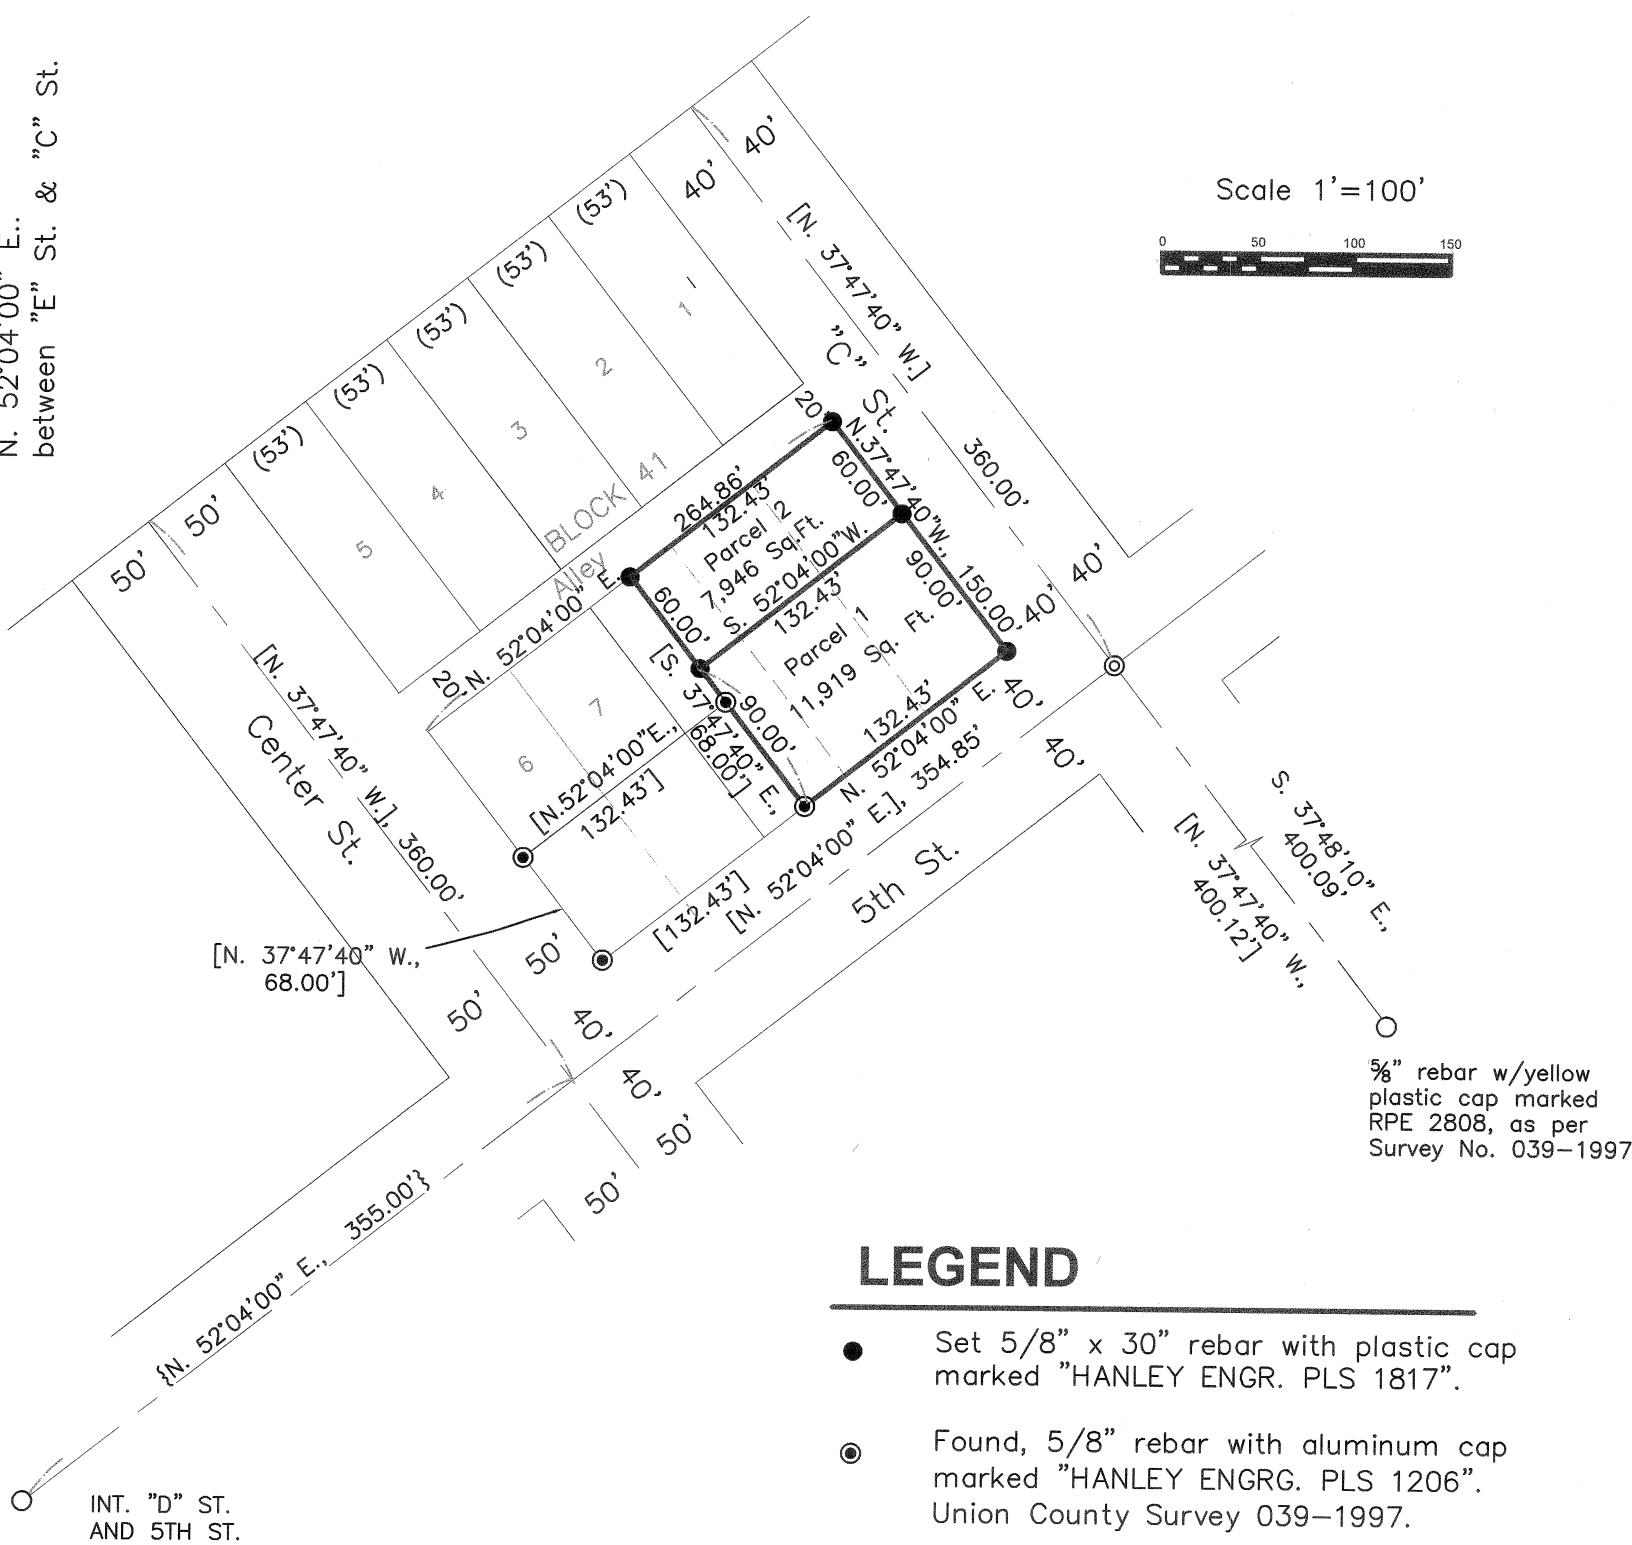 N. 52°04'00" E..
between "E" St. & "C" St.
Scale 1'=100'
0 50 100 150
40'
40'
(53')
(53')
(53')
(53')
(53')
(53')
50'
50'
[N. 37°47'40" W.]
"C" St.
360.00'
1
2
3
4
5
BLOCK 41
Alley
20'
20'
264.86'
132.43'
Parcel 2
7,946 Sq.Ft.
60.00'
60.00'
N.37°47'40"W., 150.00'
S. 52°04'00"W.
132.43'
Parcel 1
11,919 Sq. Ft.
90.00'
90.00'
132.43'
N. 52°04'00" E.
N. 52°04'00" E.
[S. 37°47'40" E.,
68.00']
6
7
[N.52°04'00"E.,
132.43']
[132.43']
[N. 52°04'00" E.], 354.85'
5th St.
40'
40'
40'
40'
Center St.
[N. 37°47'40" W.], 360.00'
[N. 37°47'40" W.,
68.00']
50'
50'
40'
40'
50'
50'
S. 37°48'10" E.,
400.09'
[N. 37°47'40" W.,
400.12']
⅝" rebar w/yellow
plastic cap marked
RPE 2808, as per
Survey No. 039-1997
{N. 52°04'00" E., 355.00'}
INT. "D" ST.
AND 5TH ST.
LEGEND
Set 5/8" x 30" rebar with plastic cap
marked "HANLEY ENGR. PLS 1817".
Found, 5/8" rebar with aluminum cap
marked "HANLEY ENGRG. PLS 1206".
Union County Survey 039-1997.